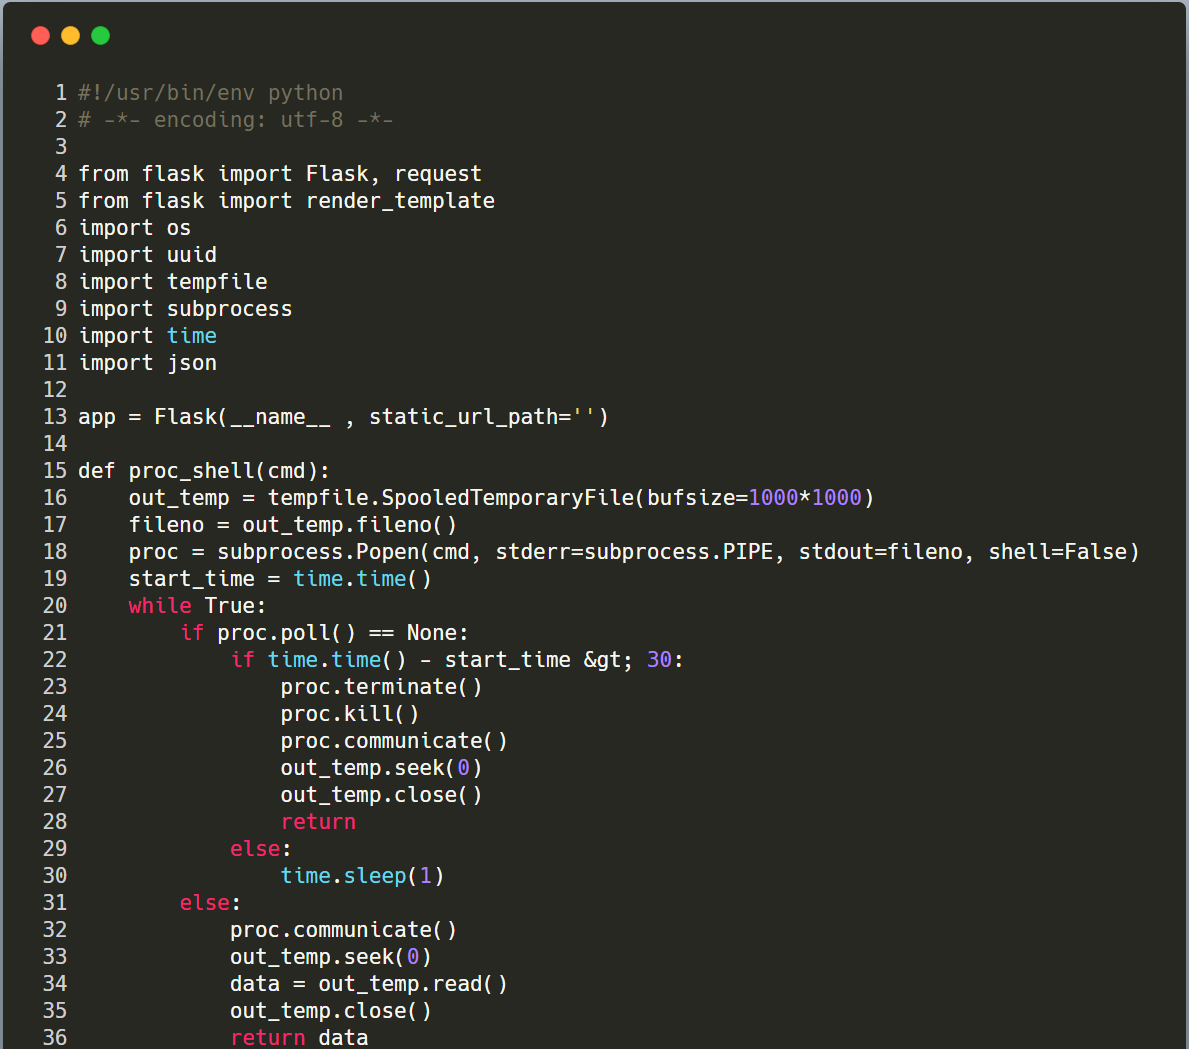 1 #!/usr/bin/env python
2 # -*- encoding: utf-8 -*-
3
4 from flask import Flask, request
5 from flask import render_template
6 import os
7 import uuid
8 import tempfile
9 import subprocess
10 import time
11 import json
12
13 app = Flask(__name__ , static_url_path='')
14
15 def proc_shell(cmd):
16     out_temp = tempfile.SpooledTemporaryFile(bufsize=1000*1000)
17     fileno = out_temp.fileno()
18     proc = subprocess.Popen(cmd, stderr=subprocess.PIPE, stdout=fileno, shell=False)
19     start_time = time.time()
20     while True:
21         if proc.poll() == None:
22             if time.time() - start_time &gt; 30:
23                 proc.terminate()
24                 proc.kill()
25                 proc.communicate()
26                 out_temp.seek(0)
27                 out_temp.close()
28                 return
29             else:
30                 time.sleep(1)
31         else:
32             proc.communicate()
33             out_temp.seek(0)
34             data = out_temp.read()
35             out_temp.close()
36             return data